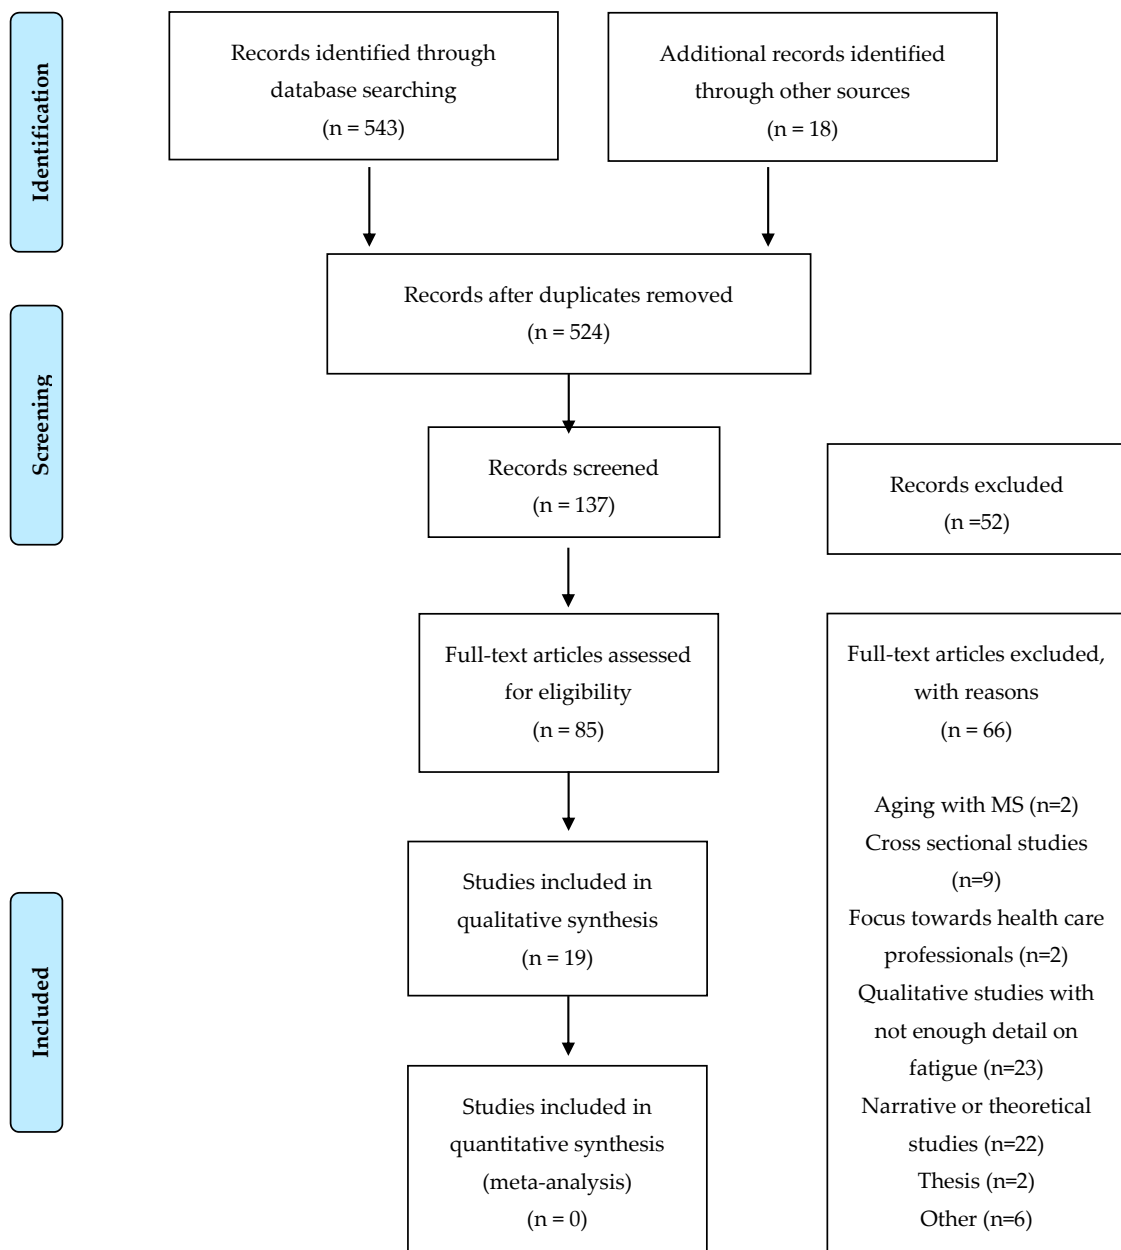 Identification
Records identified through
database searching
(n = 543)
Additional records identified
through other sources
(n = 18)
Records after duplicates removed
(n = 524)
Screening
Records screened
(n = 137)
Records excluded
(n =52)
Full-text articles assessed
for eligibility
(n = 85)
Full-text articles excluded,
with reasons
(n = 66)
Aging with MS (n=2)
Cross sectional studies
(n=9)
Focus towards health care
professionals (n=2)
Qualitative studies with
not enough detail on
fatigue (n=23)
Narrative or theoretical
studies (n=22)
Thesis (n=2)
Other (n=6)
Included
Studies included in
qualitative synthesis
(n = 19)
Studies included in
quantitative synthesis
(meta-analysis)
(n = 0)